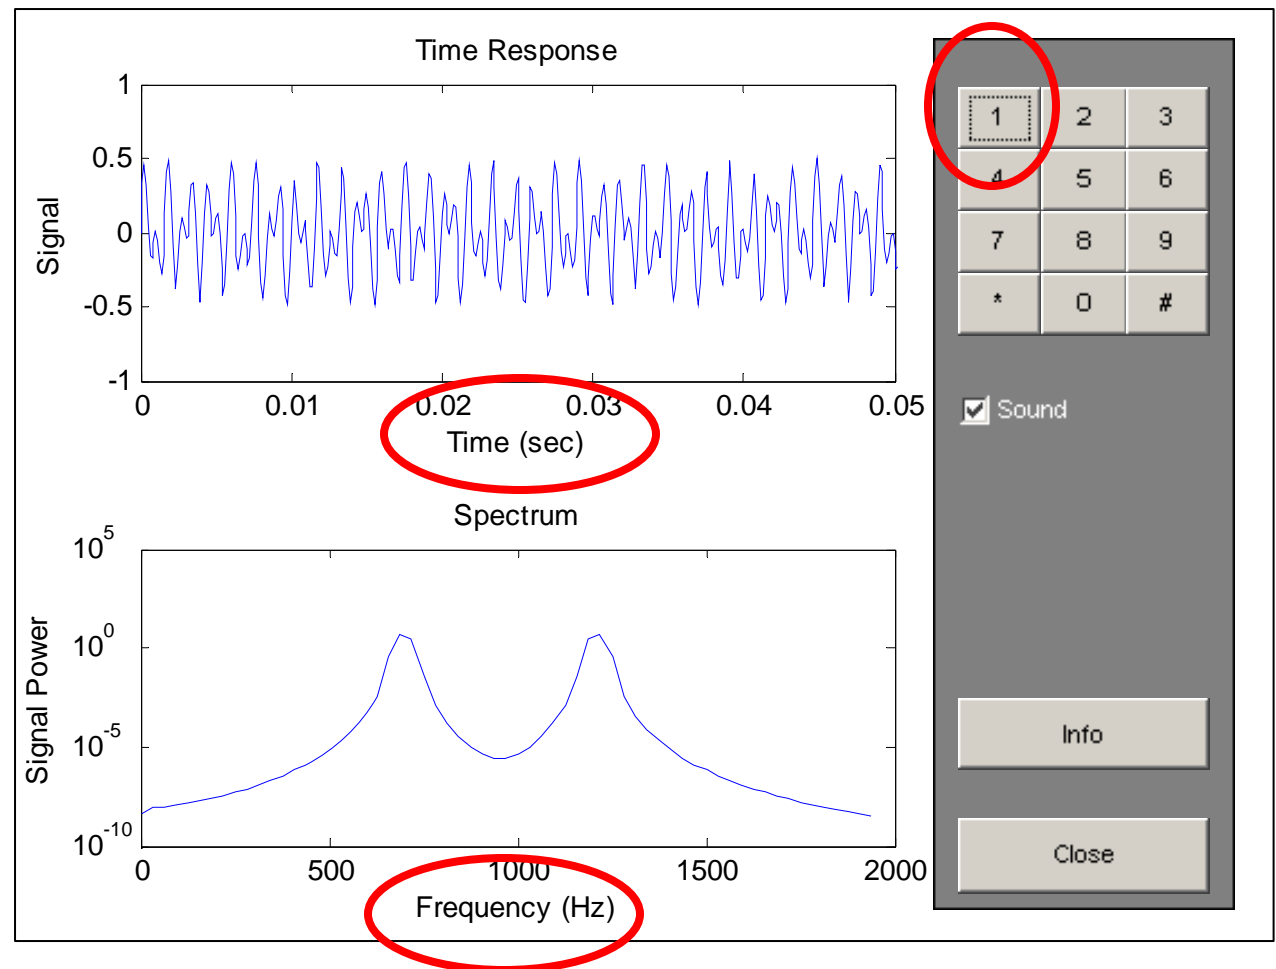 Time Response
1
0.5
0
-0.5
-1
Signal
0 0.01 0.02 0.03 0.04 0.05
Time (sec)
Spectrum
10^5
10^0
10^-5
10^-10
Signal Power
0 500 1000 1500 2000
Frequency (Hz)
1 2 3
4 5 6
7 8 9
* 0 #
Sound
Info
Close